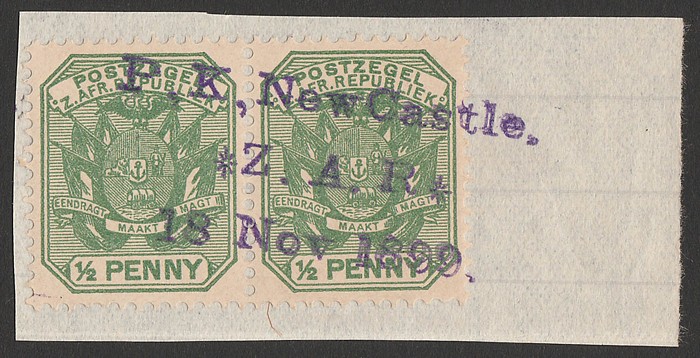 POSTZEGEL
Z. AFR. REPUBLIEK.
EENDRAGT MAAKT MAGT
½ PENNY
POSTZEGEL
Z. AFR. REPUBLIEK.
EENDRAGT MAAKT MAGT
½ PENNY
P.K, New Castle.
*Z. A. R*
18 Nov 1899.